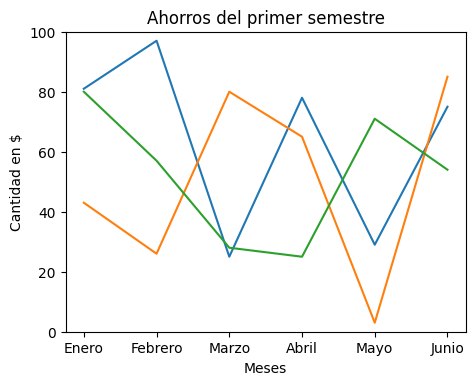 Ahorros del primer semestre
Cantidad en $
100
80
60
40
20
0
Enero Febrero Marzo Abril Mayo Junio
Meses